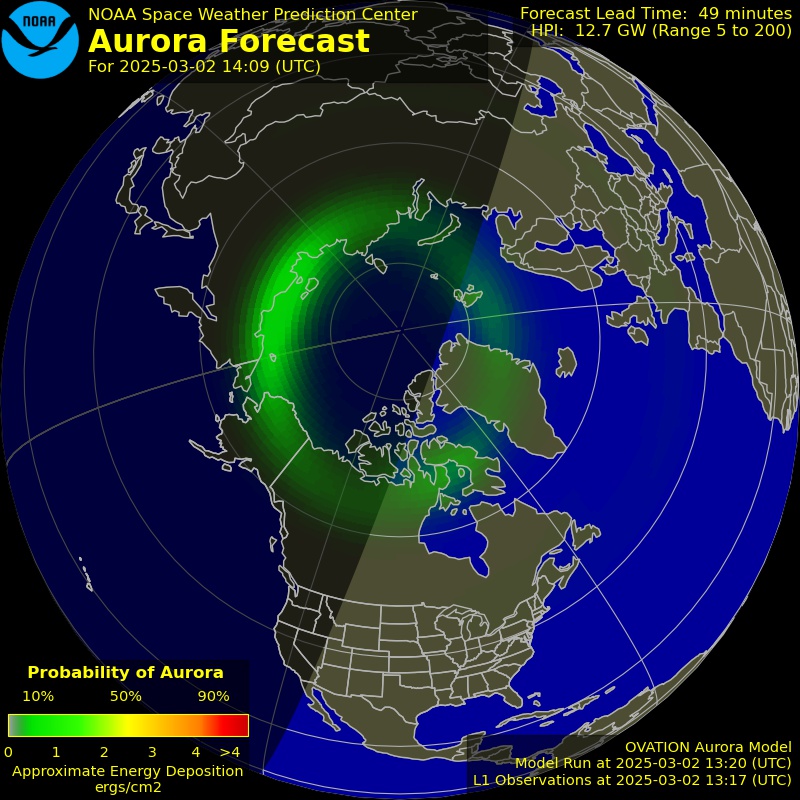 NOAA
NOAA Space Weather Prediction Center
Aurora Forecast
For 2025-03-02 14:09 (UTC)
Forecast Lead Time: 49 minutes
HPI: 12.7 GW (Range 5 to 200)
Probability of Aurora
10% 50% 90%
0 1 2 3 4 >4
Approximate Energy Deposition
ergs/cm2
OVATION Aurora Model
Model Run at 2025-03-02 13:20 (UTC)
L1 Observations at 2025-03-02 13:17 (UTC)